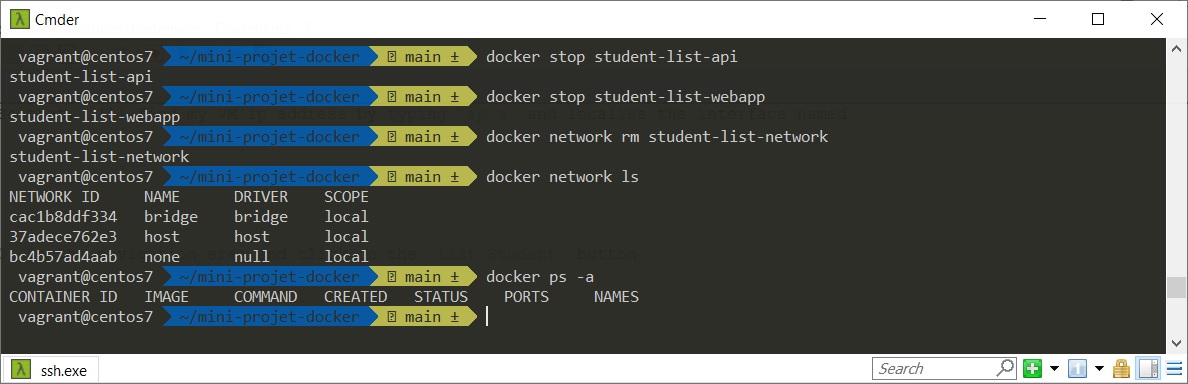 Cmder
vagrant@centos7 ~/mini-projet-docker main ± docker stop student-list-api
student-list-api
vagrant@centos7 ~/mini-projet-docker main ± docker stop student-list-webapp
student-list-webapp
vagrant@centos7 ~/mini-projet-docker main ± docker network rm student-list-network
student-list-network
vagrant@centos7 ~/mini-projet-docker main ± docker network ls
NETWORK ID NAME DRIVER SCOPE
cac1b8ddf334 bridge bridge local
37adece762e3 host host local
bc4b57ad4aab none null local
vagrant@centos7 ~/mini-projet-docker main ± docker ps -a
CONTAINER ID IMAGE COMMAND CREATED STATUS PORTS NAMES
vagrant@centos7 ~/mini-projet-docker main ±
ssh.exe
Search